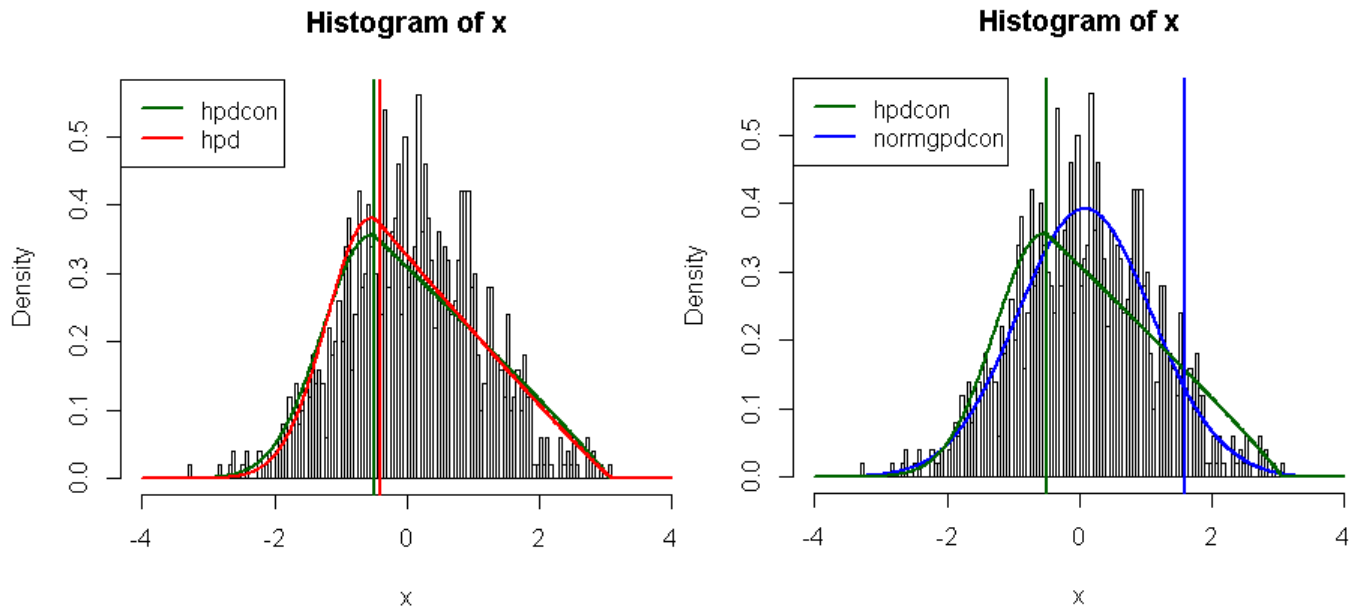 Histogram of x
hpdcon
hpd
Density
0.0 0.1 0.2 0.3 0.4 0.5
-4 -2 0 2 4
x
Histogram of x
hpdcon
normgpdcon
Density
0.0 0.1 0.2 0.3 0.4 0.5
-4 -2 0 2 4
x